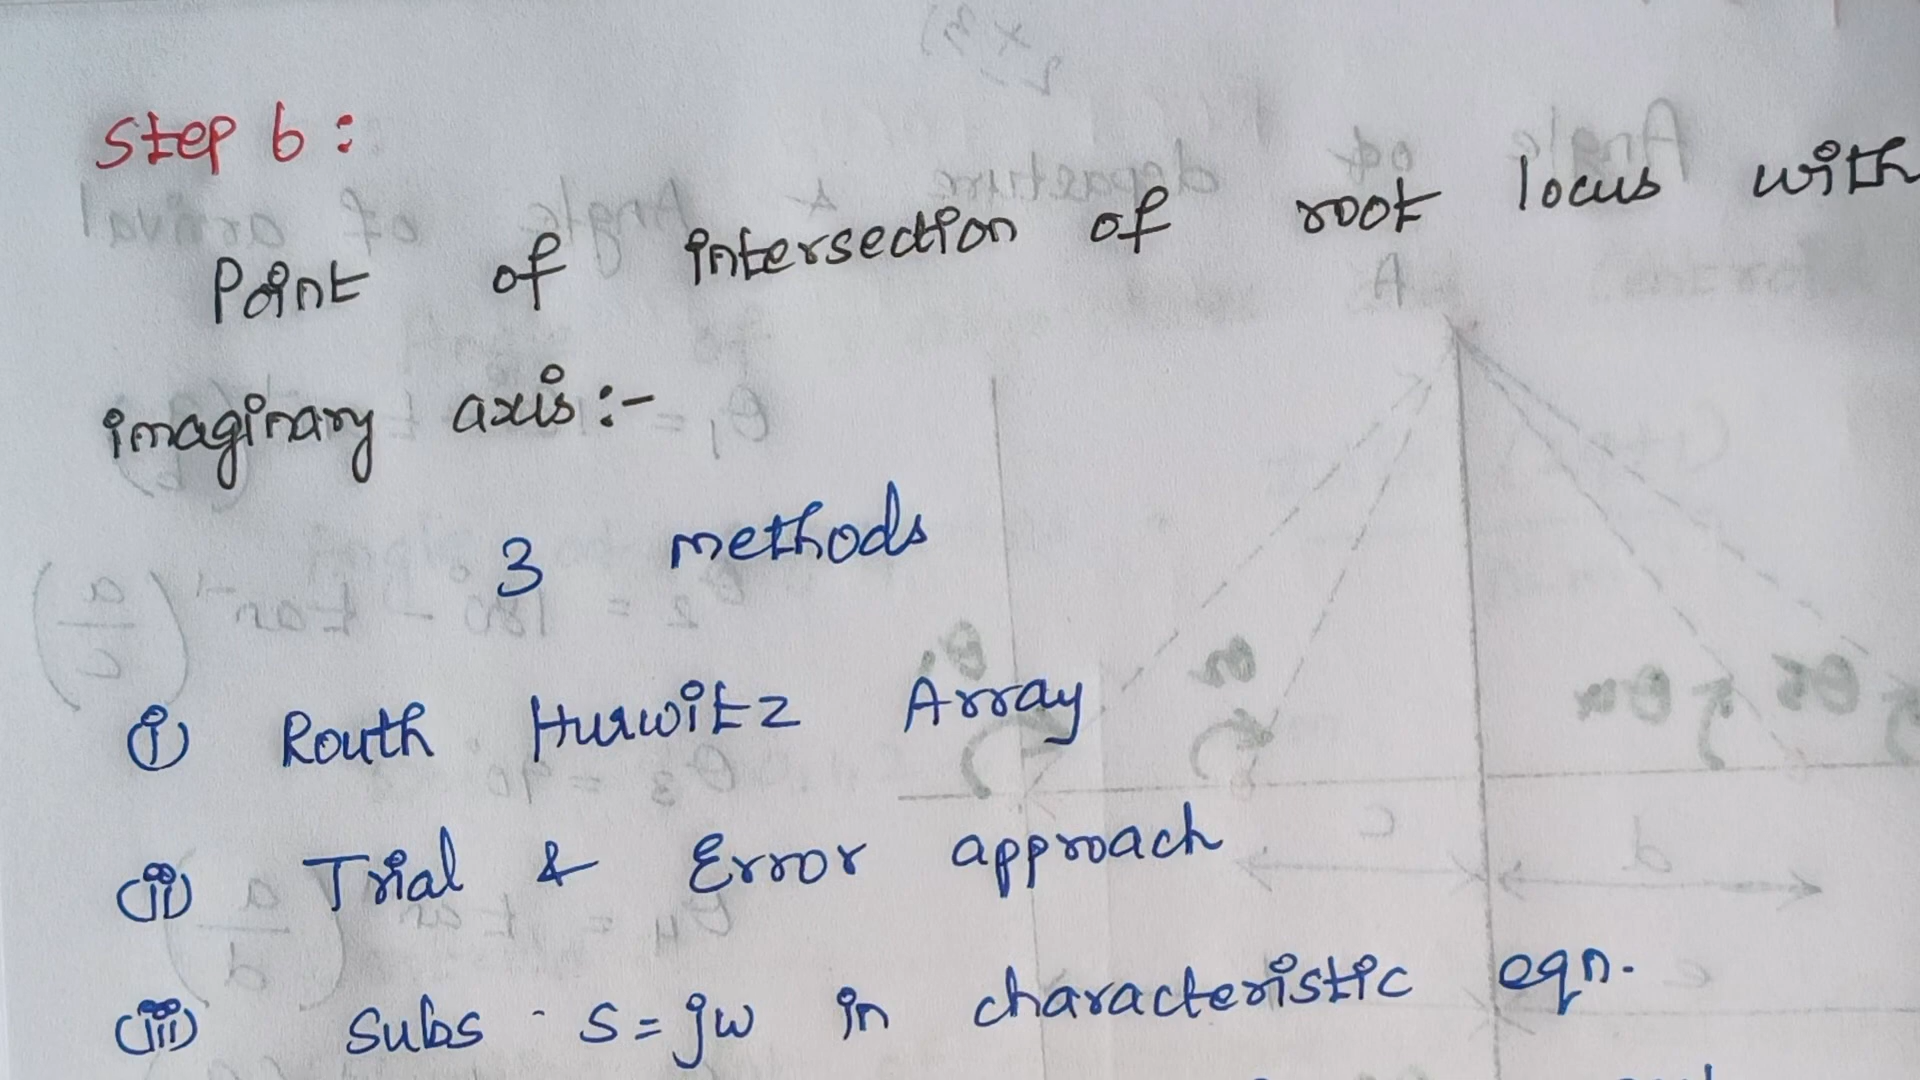 Step 6:
Point of intersection of root locus with
imaginary axis:-
3 methods
(i) Routh Hurwitz Array
(ii) Trial & Error approach
(iii) Subs. s=jw in characteristic eqn.